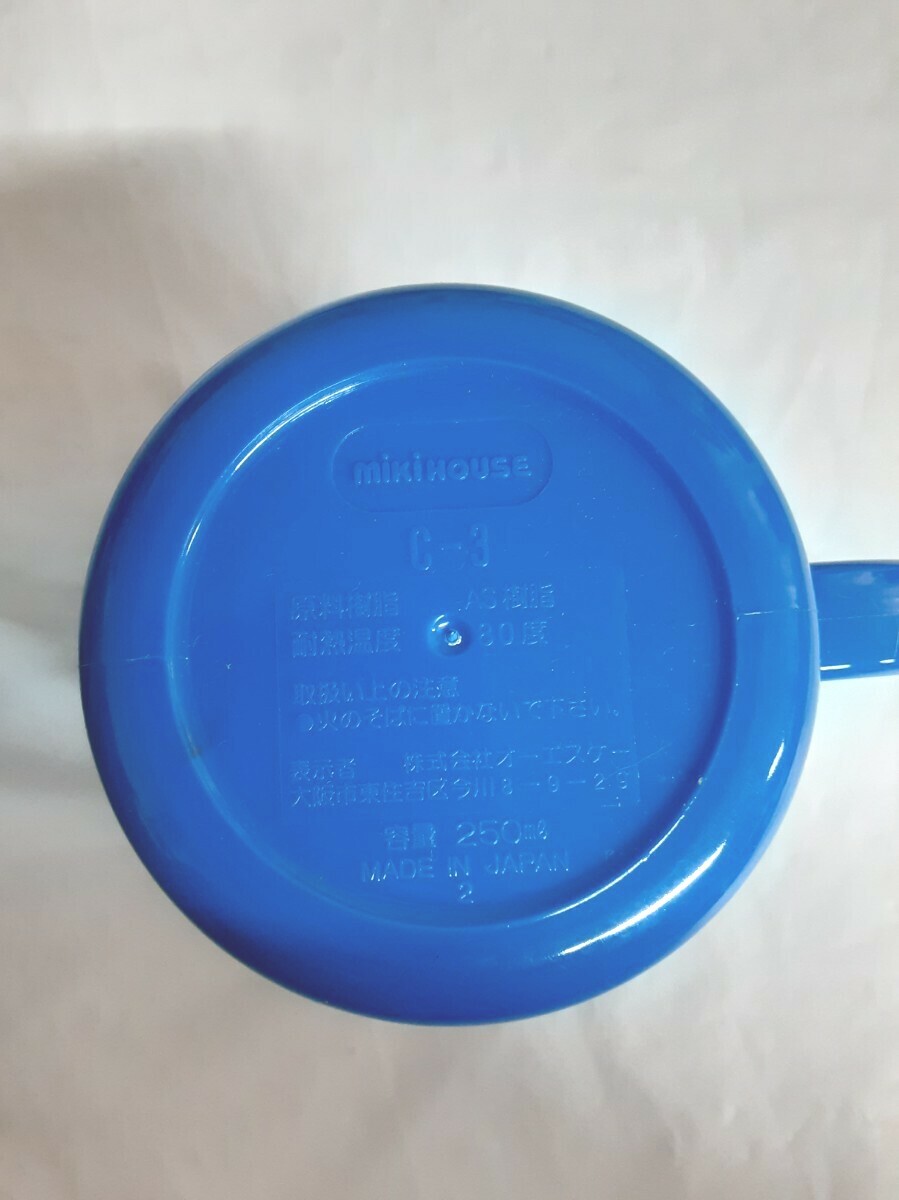 mikiHOUSE
C-3
原料樹脂 AS樹脂
耐熱温度 80度
取扱い上の注意
●火のそばに置かないで下さい。
表示者 株式会社オーエスケー
大阪市東住吉区今川8-9-
容量 250mℓ
MADE IN JAPAN
2